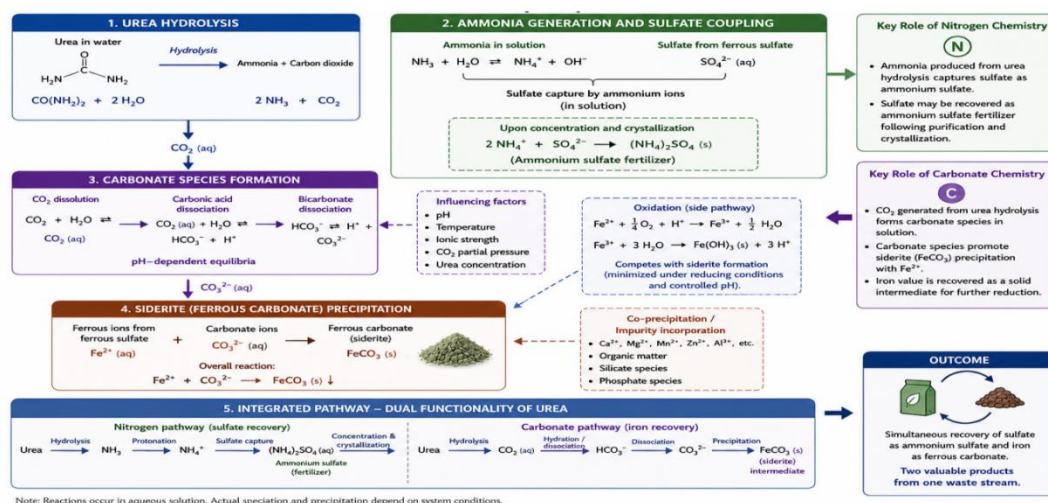 1. UREA HYDROLYSIS
Urea in water
O
H₂N NH₂
Hydrolysis
Ammonia + Carbon dioxide
CO(NH₂)₂ + 2 H₂O 2 NH₃ + CO₂
CO₂ (aq)
2. AMMONIA GENERATION AND SULFATE COUPLING
Ammonia in solution Sulfate from ferrous sulfate
NH₃ + H₂O ⇌ NH₄⁺ + OH⁻ SO₄²⁻ (aq)
Sulfate capture by ammonium ions
(in solution)
Upon concentration and crystallization
2 NH₄⁺ + SO₄²⁻ → (NH₄)₂SO₄ (s)
(Ammonium sulfate fertilizer)
Key Role of Nitrogen Chemistry
N
• Ammonia produced from urea
hydrolysis captures sulfate as
ammonium sulfate.
• Sulfate may be recovered as
ammonium sulfate fertilizer
following purification and
crystallization.
3. CARBONATE SPECIES FORMATION
CO₂ dissolution
CO₂ + H₂O ⇌
CO₂ (aq)
Carbonic acid
dissociation
CO₂ (aq) + H₂O ⇌
HCO₃⁻ + H⁺
Bicarbonate
dissociation
HCO₃⁻ ⇌ H⁺ +
CO₃²⁻
pH–dependent equilibria
CO₃²⁻ (aq)
Influencing factors
• pH
• Temperature
• Ionic strength
• CO₂ partial pressure
• Urea concentration
Oxidation (side pathway)
Fe²⁺ + 1/4 O₂ + H⁺ → Fe³⁺ + 1/2 H₂O
Fe³⁺ + 3 H₂O → Fe(OH)₃ (s) + 3 H⁺
Competes with siderite formation
(minimized under reducing conditions
and controlled pH).
Key Role of Carbonate Chemistry
C
• CO₂ generated from urea hydrolysis
forms carbonate species in
solution.
• Carbonate species promote
siderite (FeCO₃) precipitation
with Fe²⁺.
• Iron value is recovered as a solid
intermediate for further reduction.
4. SIDERITE (FERROUS CARBONATE) PRECIPITATION
Ferrous ions from
ferrous sulfate
Fe²⁺ (aq)
+
Carbonate ions
CO₃²⁻ (aq)
Ferrous carbonate
(siderite)
FeCO₃ (s)
Overall reaction:
Fe²⁺ + CO₃²⁻ → FeCO₃ (s) ↓
Co-precipitation /
Impurity incorporation
• Ca²⁺, Mg²⁺, Mn²⁺, Zn²⁺, Al³⁺, etc.
• Organic matter
• Silicate species
• Phosphate species
5. INTEGRATED PATHWAY – DUAL FUNCTIONALITY OF UREA
Nitrogen pathway (sulfate recovery)
Urea Hydrolysis NH₃ Protonation NH₄⁺ Sulfate capture (NH₄)₂SO₄ (aq) Concentration &
crystallization
Ammonium sulfate
(fertilizer)
Carbonate pathway (iron recovery)
Urea Hydrolysis CO₂ (aq) Hydration /
dissociation HCO₃⁻ Dissociation CO₃²⁻ Precipitation FeCO₃ (s)
(siderite)
intermediate
OUTCOME
Simultaneous recovery of sulfate
as ammonium sulfate and iron
as ferrous carbonate.
Two valuable products
from one waste stream.
Note: Reactions occur in aqueous solution. Actual speciation and precipitation depend on system conditions.